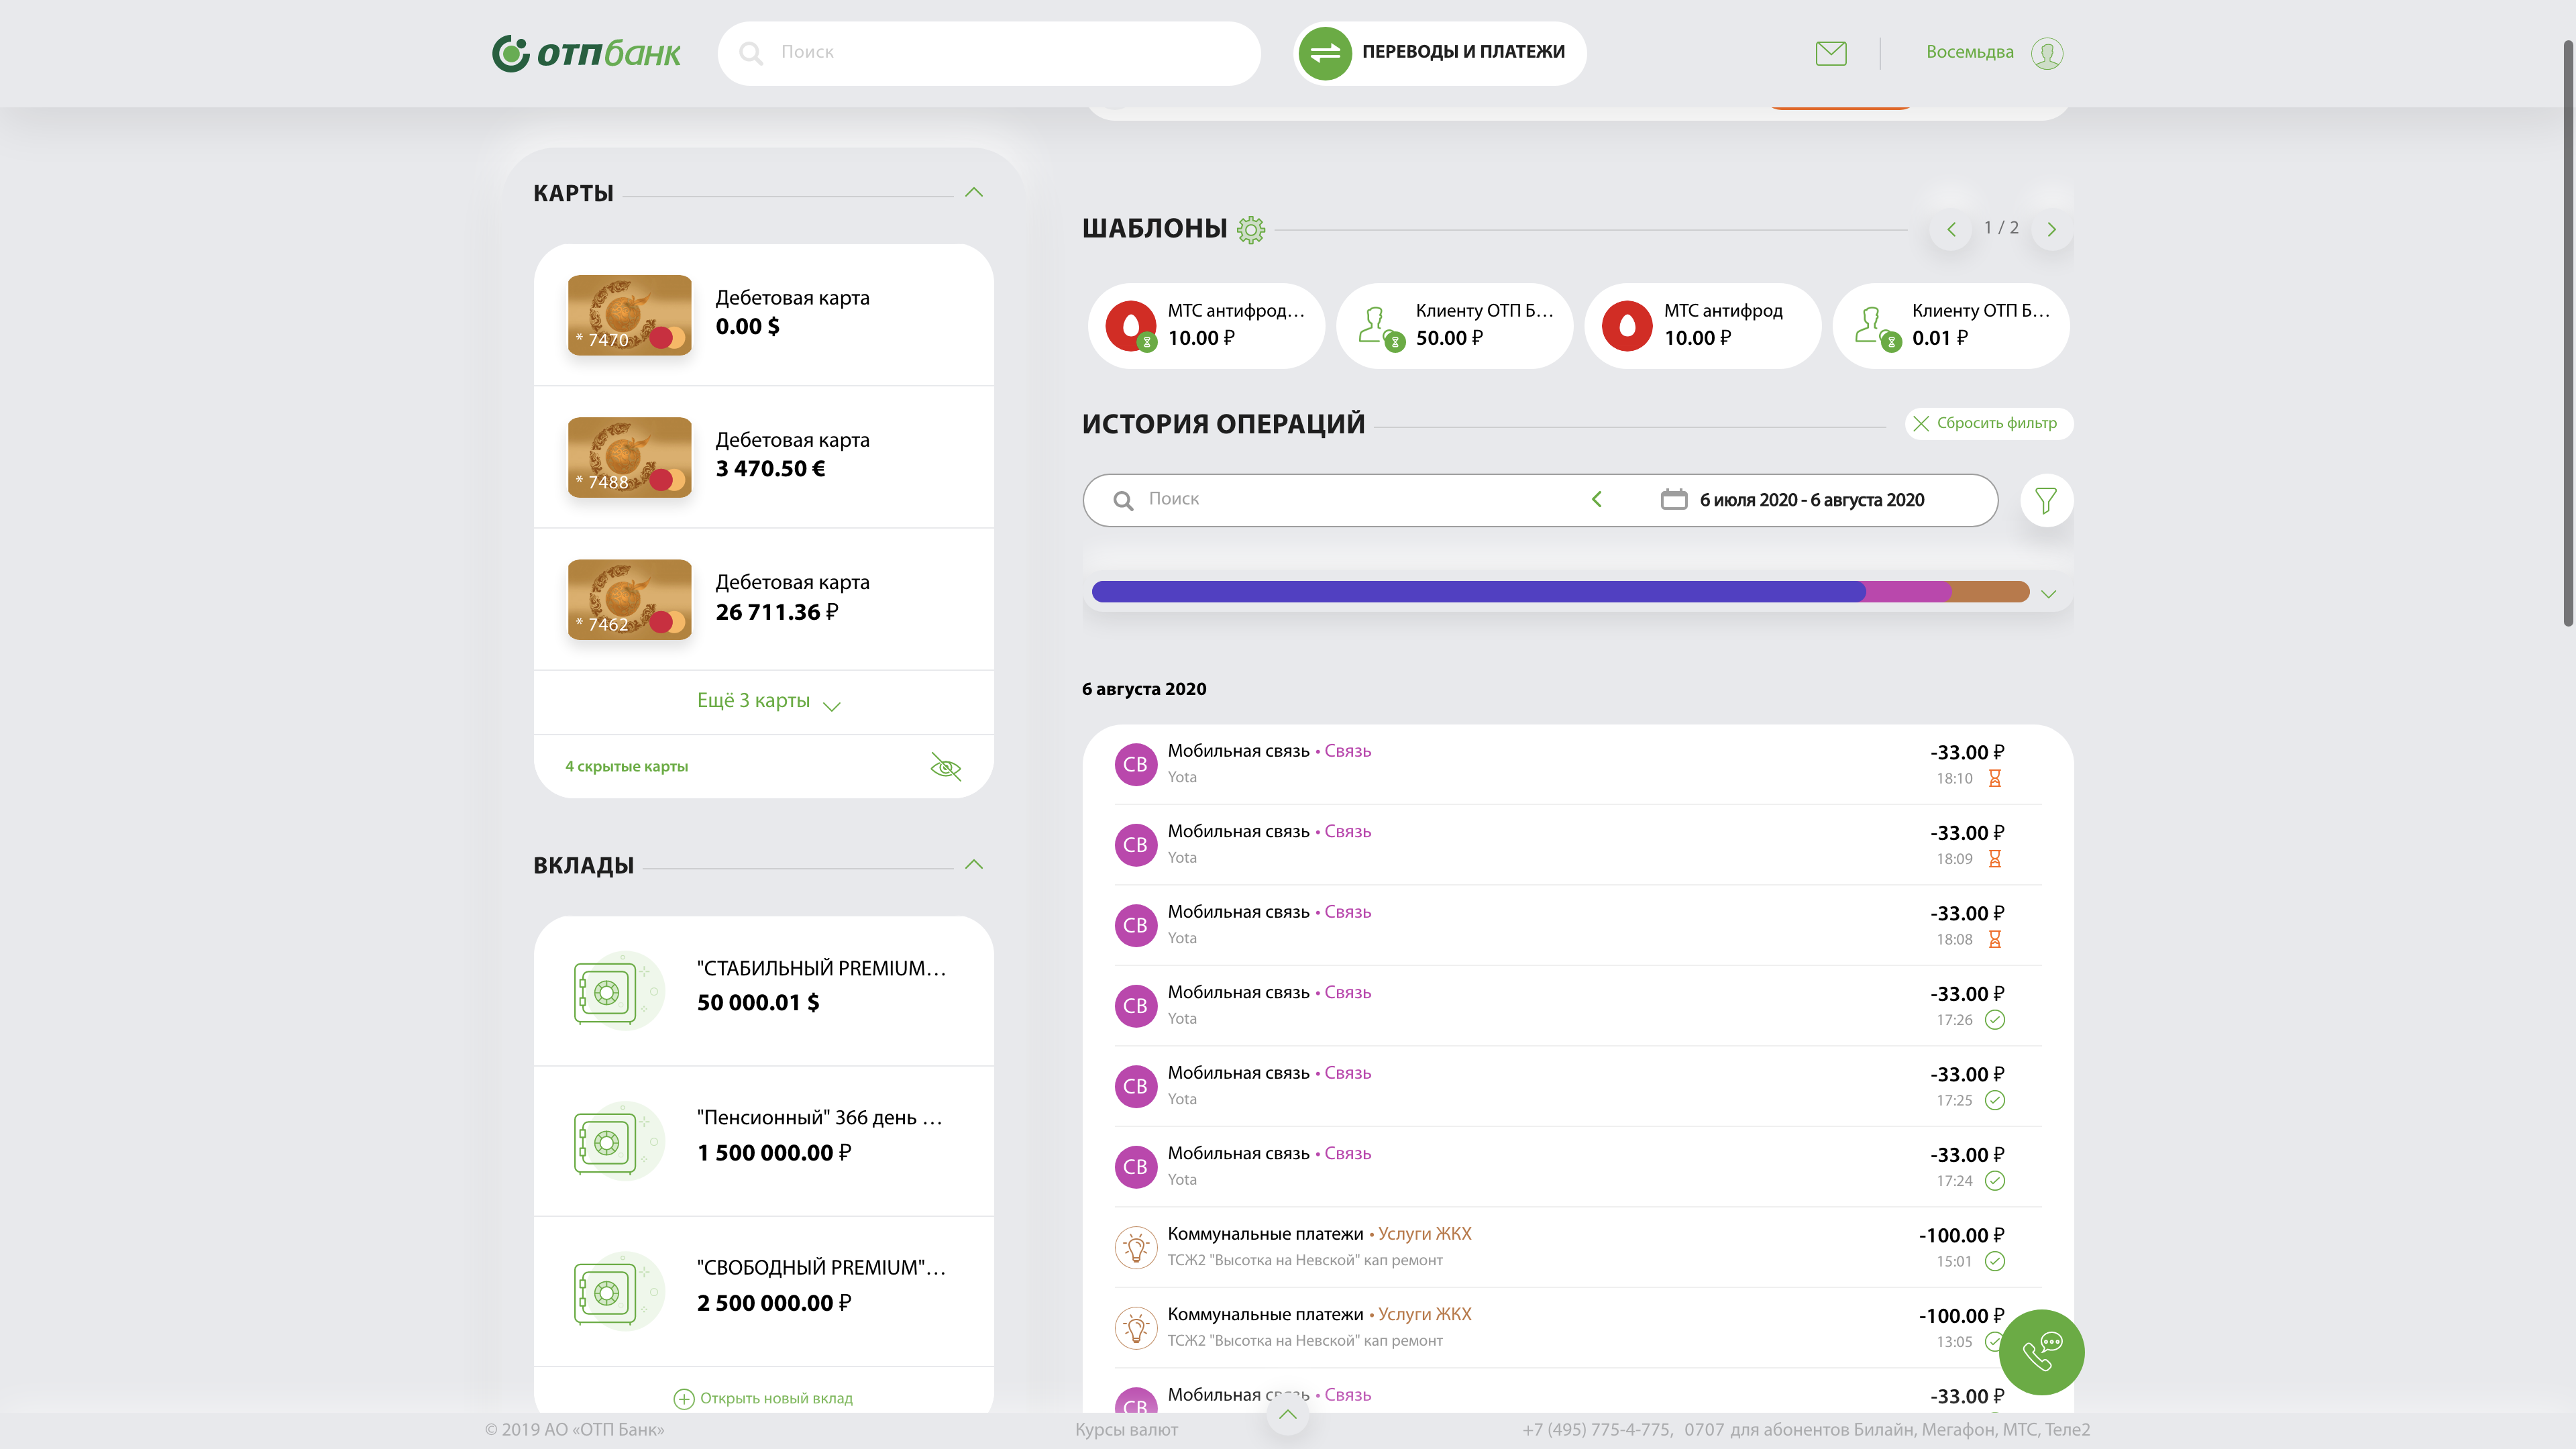 ОТПбанк
Поиск
ПЕРЕВОДЫ И ПЛАТЕЖИ
Восемьдва
КАРТЫ
* 7470
Дебетовая карта
0.00 $
* 7488
Дебетовая карта
3 470.50 €
* 7462
Дебетовая карта
26 711.36 ₽
Ещё 3 карты
4 скрытые карты
ВКЛАДЫ
"СТАБИЛЬНЫЙ PREMIUM…
50 000.01 $
"Пенсионный" 366 день …
1 500 000.00 ₽
"СВОБОДНЫЙ PREMIUM"…
2 500 000.00 ₽
Открыть новый вклад
ШАБЛОНЫ
1 / 2
МТС антифрод…
10.00 ₽
Клиенту ОТП Б…
50.00 ₽
МТС антифрод
10.00 ₽
Клиенту ОТП Б…
0.01 ₽
ИСТОРИЯ ОПЕРАЦИЙ
Сбросить фильтр
Поиск
6 июля 2020 - 6 августа 2020
6 августа 2020
СВ Мобильная связь • Связь -33.00 ₽
Yota 18:10
СВ Мобильная связь • Связь -33.00 ₽
Yota 18:09
СВ Мобильная связь • Связь -33.00 ₽
Yota 18:08
СВ Мобильная связь • Связь -33.00 ₽
Yota 17:26
СВ Мобильная связь • Связь -33.00 ₽
Yota 17:25
СВ Мобильная связь • Связь -33.00 ₽
Yota 17:24
Коммунальные платежи • Услуги ЖКХ -100.00 ₽
ТСЖ2 "Высотка на Невской" кап ремонт 15:01
Коммунальные платежи • Услуги ЖКХ -100.00 ₽
ТСЖ2 "Высотка на Невской" кап ремонт 13:05
СВ Мобильная связь • Связь -33.00 ₽
© 2019 АО «ОТП Банк»
Курсы валют
+7 (495) 775-4-775, 0707 для абонентов Билайн, Мегафон, МТС, Теле2